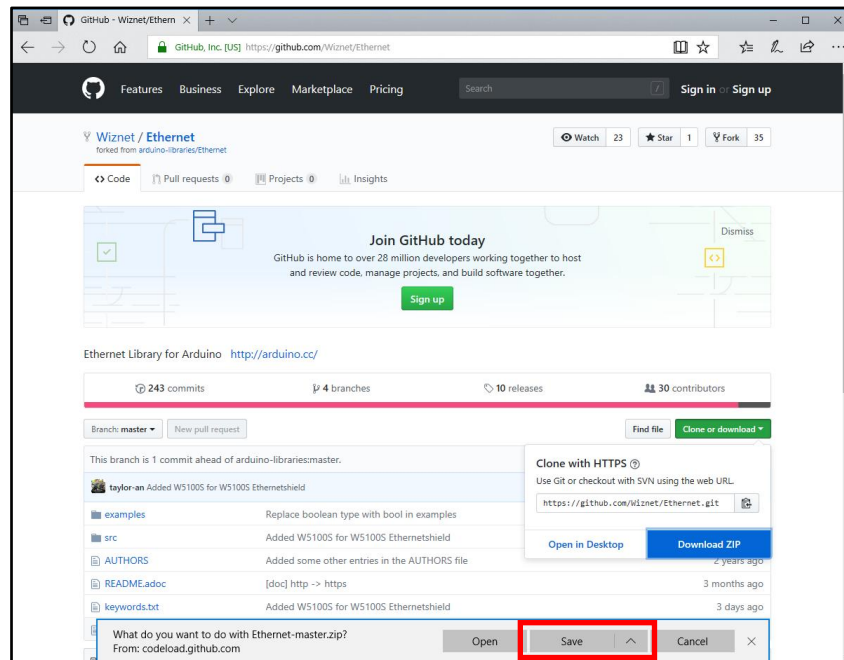 GitHub - Wiznet/Ethern
GitHub, Inc. [US] https://github.com/Wiznet/Ethernet
Features Business Explore Marketplace Pricing Search / Sign in or Sign up
Wiznet / Ethernet
Watch 23 Star 1 Fork 35
forked from arduino-libraries/Ethernet
Code Pull requests 0 Projects 0 Insights
Dismiss
Join GitHub today
GitHub is home to over 28 million developers working together to host
and review code, manage projects, and build software together.
Sign up
Ethernet Library for Arduino http://arduino.cc/
243 commits 4 branches 10 releases 30 contributors
Branch: master New pull request Find file Clone or download
This branch is 1 commit ahead of arduino-libraries:master.
Clone with HTTPS ?
Use Git or checkout with SVN using the web URL.
taylor-an Added W5100S for W5100S Ethernetshield
https://github.com/Wiznet/Ethernet.git
examples Replace boolean type with bool in examples
src Added W5100S for W5100S Ethernetshield
Open in Desktop Download ZIP
AUTHORS Added some other entries in the AUTHORS file 2 years ago
README.adoc [doc] http -> https 3 months ago
keywords.txt Added W5100S for W5100S Ethernetshield 3 days ago
What do you want to do with Ethernet-master.zip?
From: codeload.github.com
Open Save Cancel